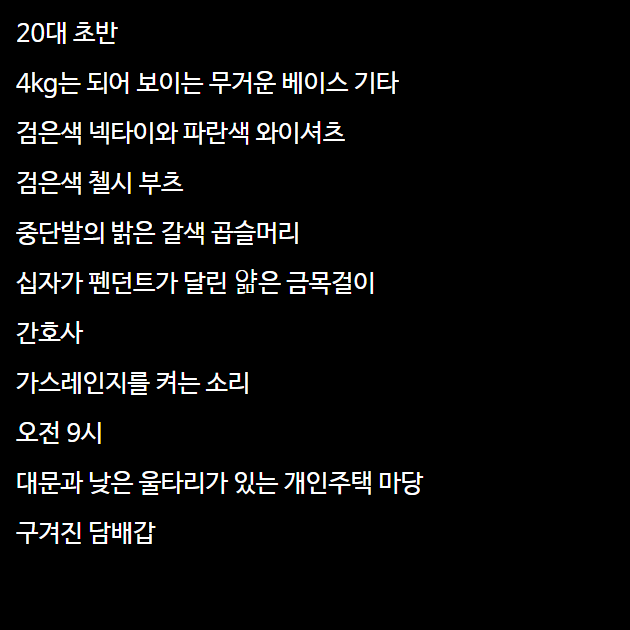 20대 초반
4kg는 되어 보이는 무거운 베이스 기타
검은색 넥타이와 파란색 와이셔츠
검은색 첼시 부츠
중단발의 밝은 갈색 곱슬머리
십자가 펜던트가 달린 얆은 금목걸이
간호사
가스레인지를 켜는 소리
오전 9시
대문과 낮은 울타리가 있는 개인주택 마당
구겨진 담배갑